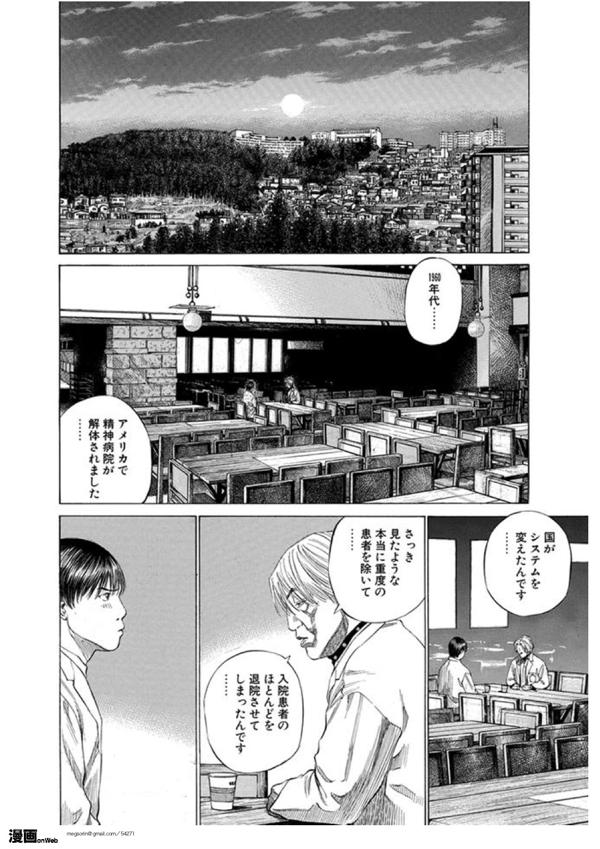 1960
年代
……
アメリカで
精神病院が
解体されました
……
国が
システムを
変えたんです
……
さっき
見たような
本当に重度の
患者を除いて
入院患者の
ほとんどを
退院させて
しまったんです
……
漫画onWeb
megaorin@gmail.com/54271